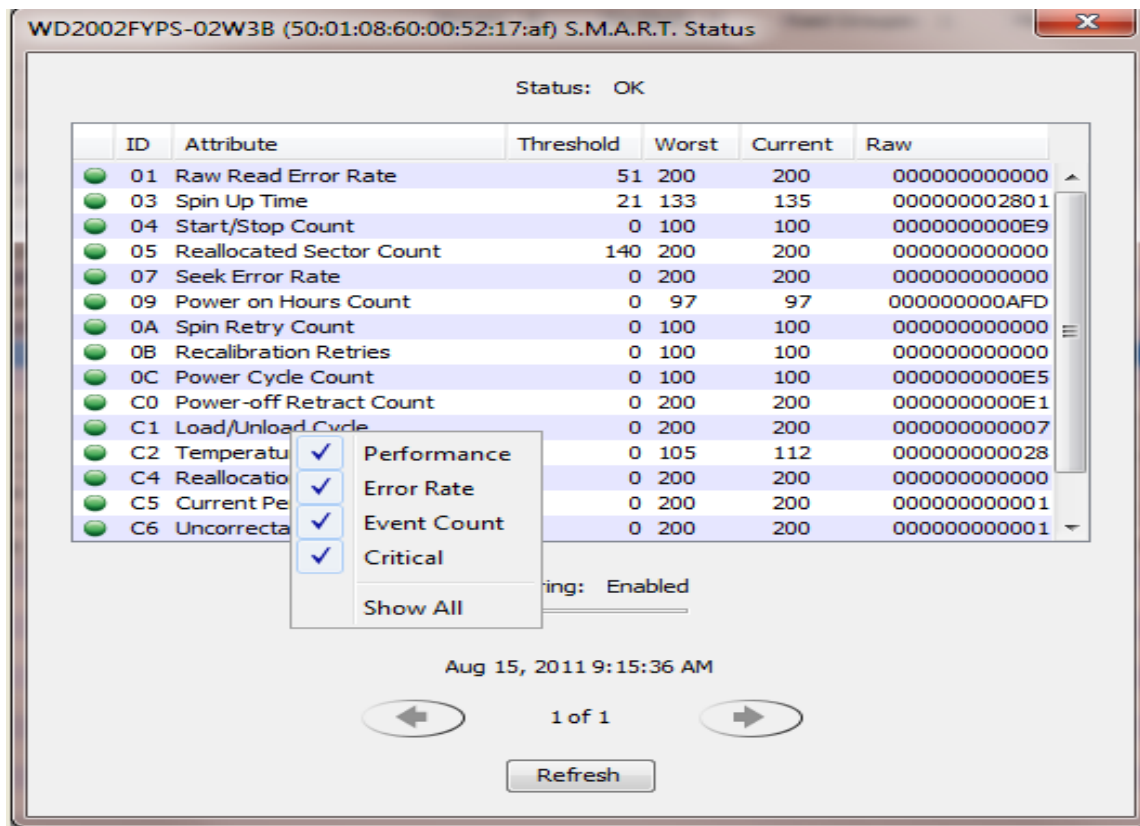 WD2002FYPS-02W3B (50:01:08:60:00:52:17:af) S.M.A.R.T. Status
Status: OK
ID Attribute Threshold Worst Current Raw
01 Raw Read Error Rate 51 200 200 000000000000
03 Spin Up Time 21 133 135 000000002801
04 Start/Stop Count 0 100 100 0000000000E9
05 Reallocated Sector Count 140 200 200 000000000000
07 Seek Error Rate 0 200 200 000000000000
09 Power on Hours Count 0 97 97 000000000AFD
0A Spin Retry Count 0 100 100 000000000000
0B Recalibration Retries 0 100 100 000000000000
0C Power Cycle Count 0 100 100 0000000000E5
C0 Power-off Retract Count 0 200 200 0000000000E1
C1 Load/Unload Cycle 0 200 200 000000000007
C2 Temperatu 0 105 112 000000000028
C4 Reallocatio 0 200 200 000000000000
C5 Current Pe 0 200 200 000000000001
C6 Uncorrecta 0 200 200 000000000001
Performance
Error Rate
Event Count
Critical
Show All
ring: Enabled
Aug 15, 2011 9:15:36 AM
1 of 1
Refresh